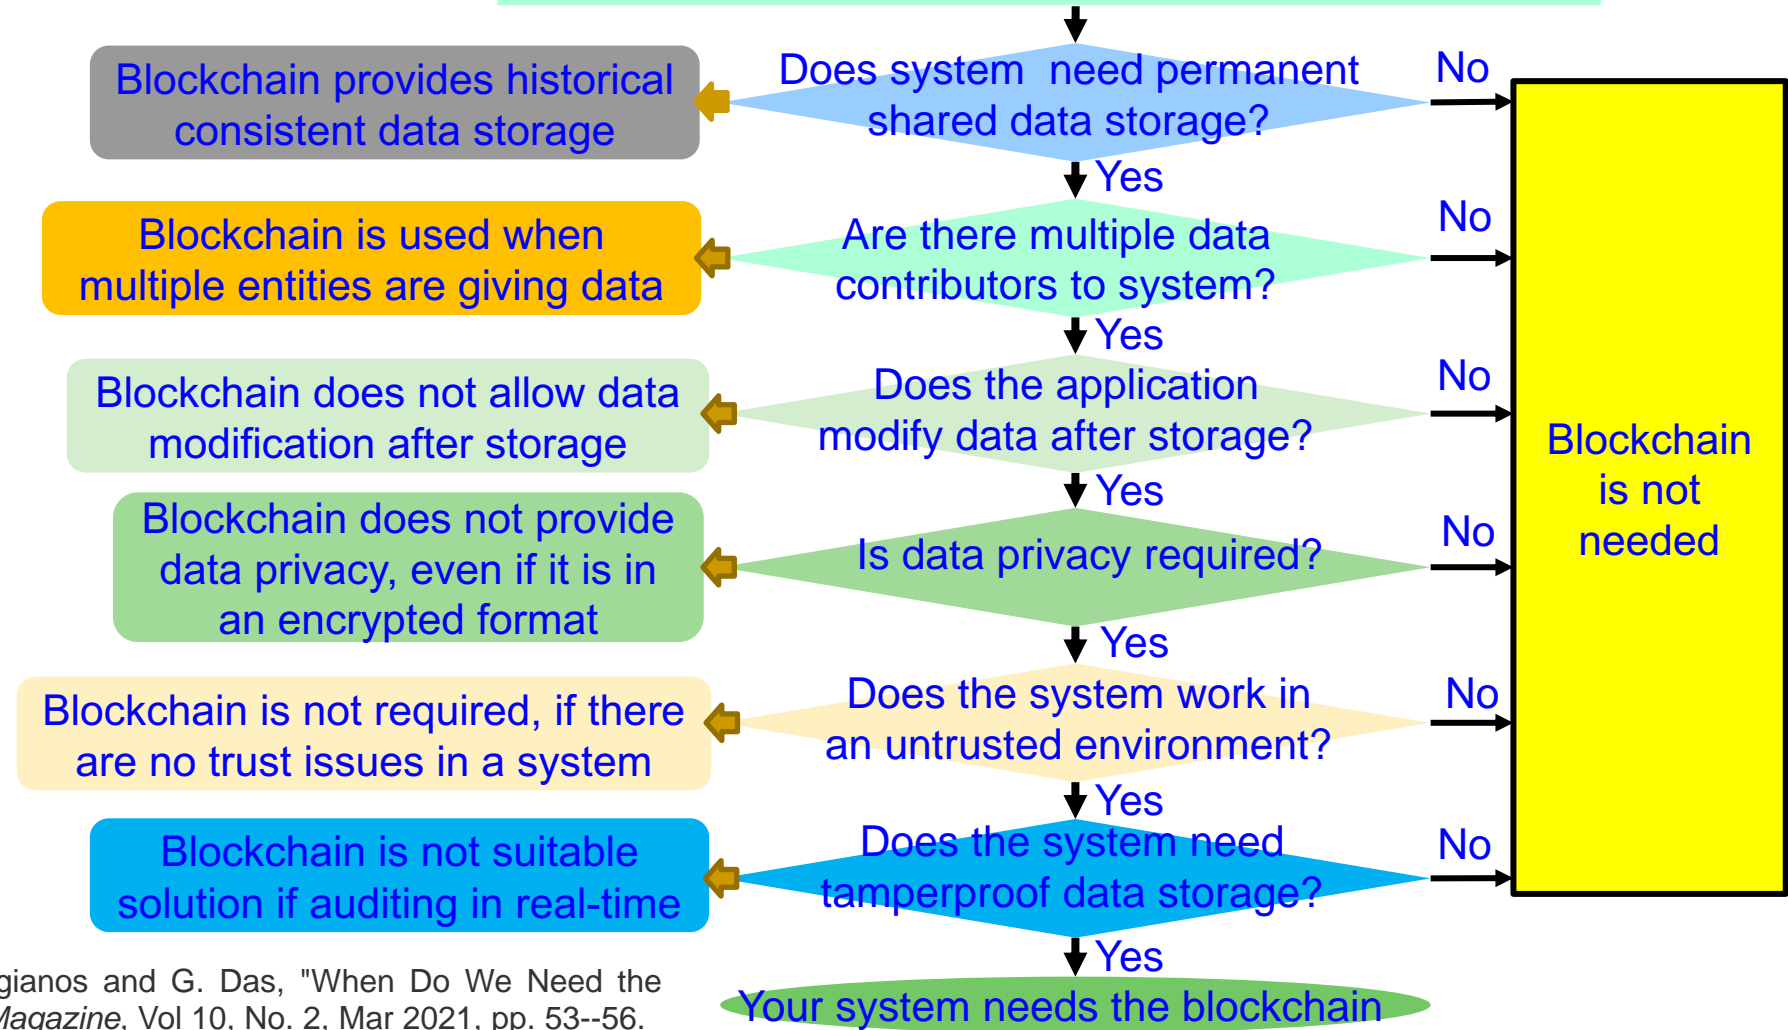 Blockchain provides historical
consistent data storage
Does system need permanent
shared data storage?
No
Yes
Blockchain is used when
multiple entities are giving data
Are there multiple data
contributors to system?
No
Yes
Blockchain does not allow data
modification after storage
Does the application
modify data after storage?
No
Yes
Blockchain does not provide
data privacy, even if it is in
an encrypted format
Is data privacy required?
No
Yes
Blockchain is not required, if there
are no trust issues in a system
Does the system work in
an untrusted environment?
No
Yes
Blockchain is not suitable
solution if auditing in real-time
Does the system need
tamperproof data storage?
No
Yes
Blockchain
is not
needed
Your system needs the blockchain
gianos and G. Das, "When Do We Need the
Magazine, Vol 10, No. 2, Mar 2021, pp. 53--56.